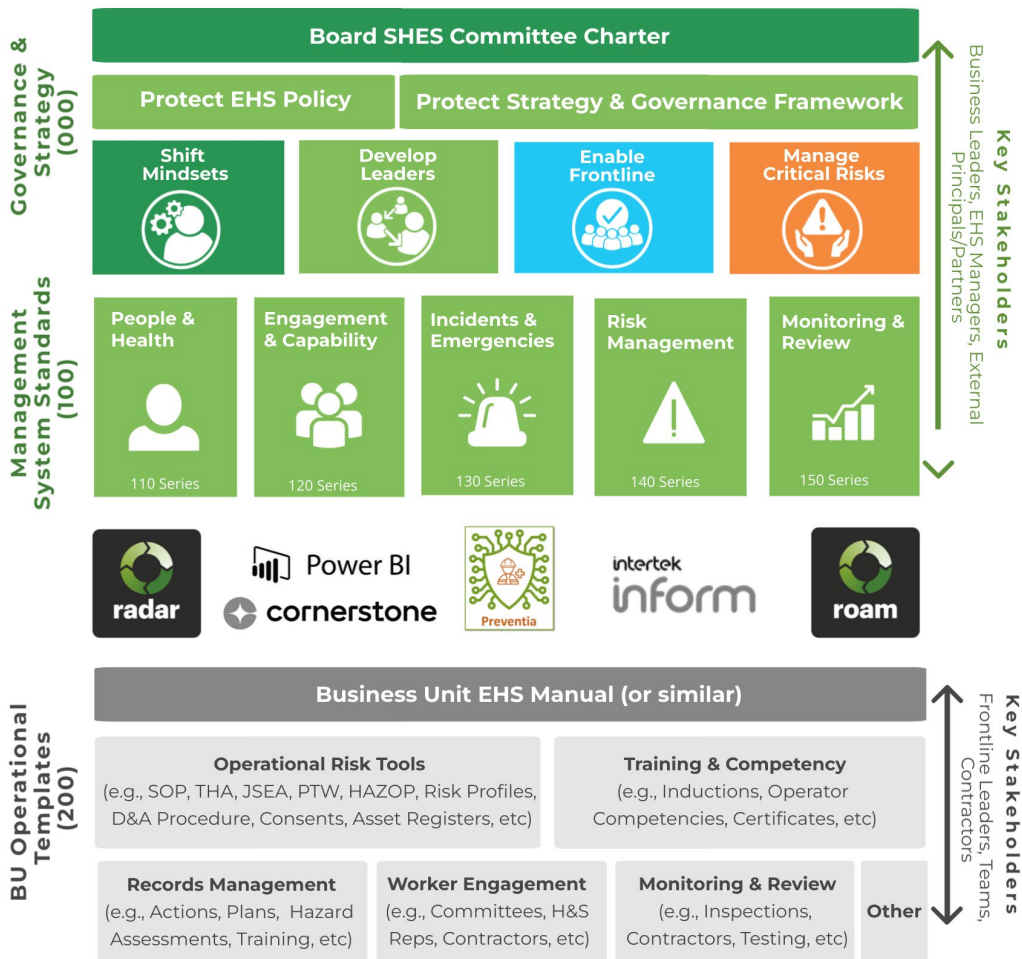 Governance &
Strategy
(000)
Board SHES Committee Charter
Protect EHS Policy
Protect Strategy & Governance Framework
Shift
Mindsets
Develop
Leaders
Enable
Frontline
Manage
Critical Risks
Key Stakeholders
Business Leaders, EHS Managers, External
Principals/Partners
Management
System Standards
(100)
People &
Health
110 Series
Engagement
& Capability
120 Series
Incidents &
Emergencies
130 Series
Risk
Management
140 Series
Monitoring &
Review
150 Series
radar
Power BI
cornerstone
Preventia
intertek
inform
roam
BU Operational
Templates
(200)
Business Unit EHS Manual (or similar)
Operational Risk Tools
(e.g., SOP, THA, JSEA, PTW, HAZOP, Risk Profiles,
D&A Procedure, Consents, Asset Registers, etc)
Training & Competency
(e.g., Inductions, Operator
Competencies, Certificates, etc)
Records Management
(e.g., Actions, Plans, Hazard
Assessments, Training, etc)
Worker Engagement
(e.g., Committees, H&S
Reps, Contractors, etc)
Monitoring & Review
(e.g., Inspections,
Contractors, Testing, etc)
Other
Key Stakeholders
Frontline Leaders, Teams,
Contractors